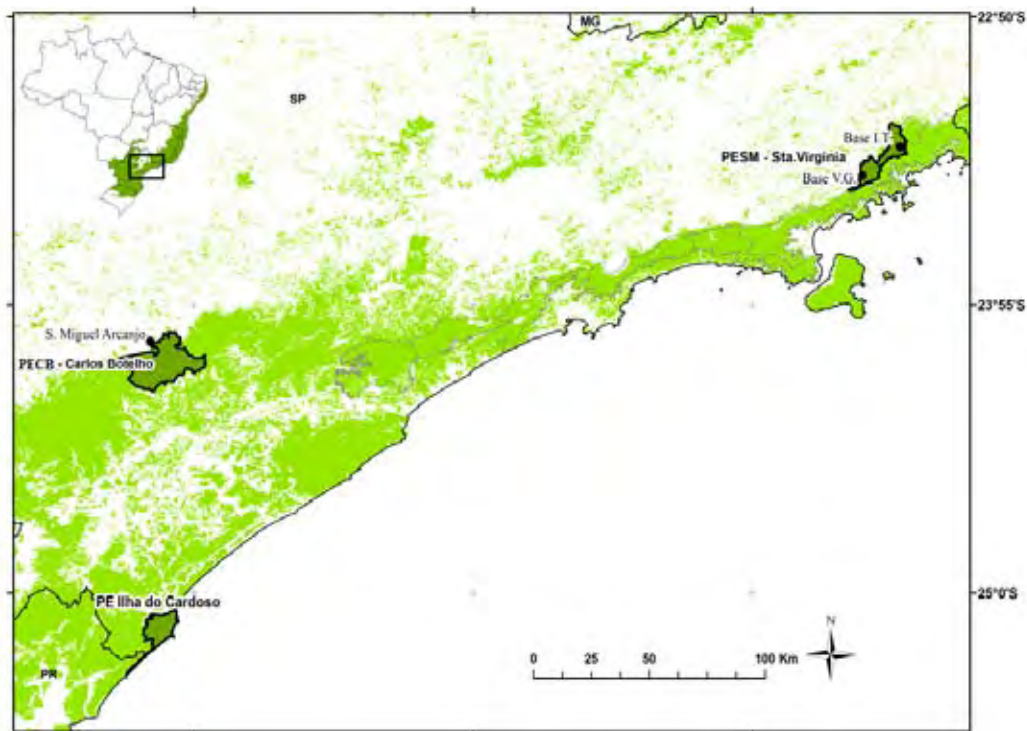 MG
22°50'S
SP
Base I.T
PESM - Sta.Virgínia
Base V.G.
23°55'S
S. Miguel Arcanjo
PECB - Carlos Botelho
25°0'S
PE Ilha do Cardoso
N
0 25 50 100 Km
PR